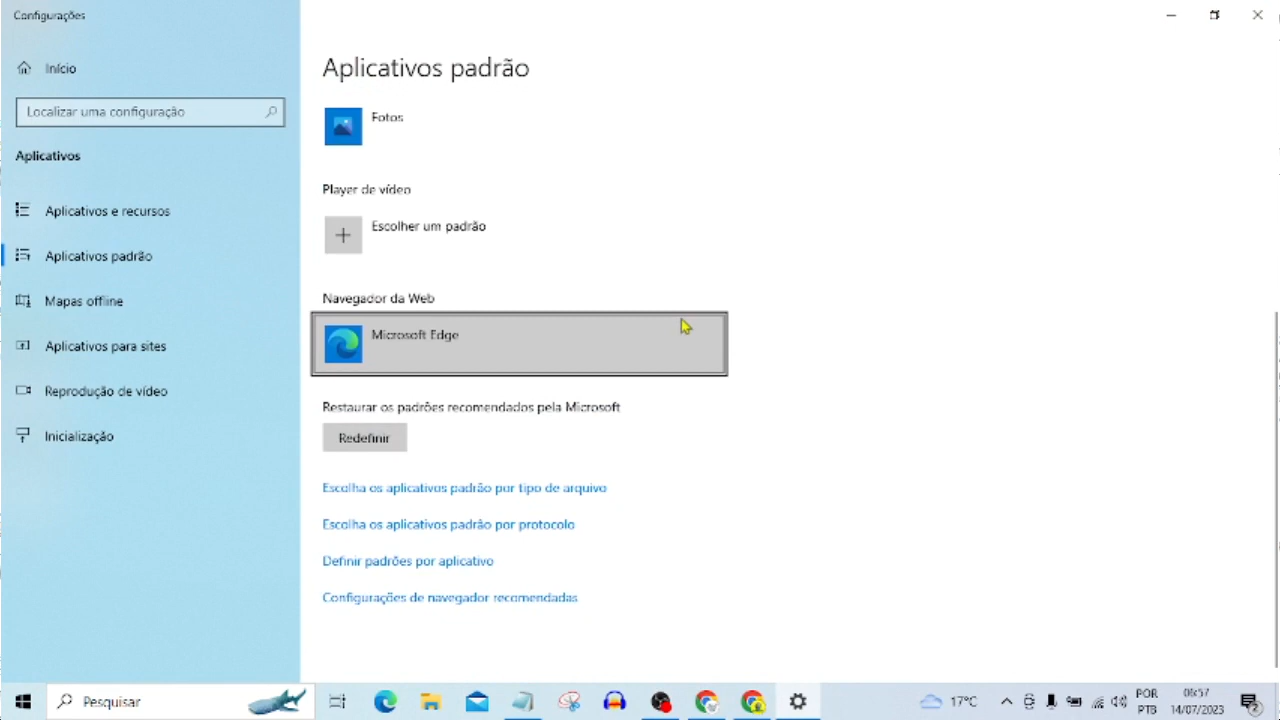 Configurações
Início
Localizar uma configuração
Aplicativos
Aplicativos e recursos
Aplicativos padrão
Mapas offline
Aplicativos para sites
Reprodução de vídeo
Inicialização
Aplicativos padrão
Fotos
Player de vídeo
Escolher um padrão
Navegador da Web
Microsoft Edge
Restaurar os padrões recomendados pela Microsoft
Redefinir
Escolha os aplicativos padrão por tipo de arquivo
Escolha os aplicativos padrão por protocolo
Definir padrões por aplicativo
Configurações de navegador recomendadas
Pesquisar
17°C
POR
PTB
06:57
14/07/2023
2